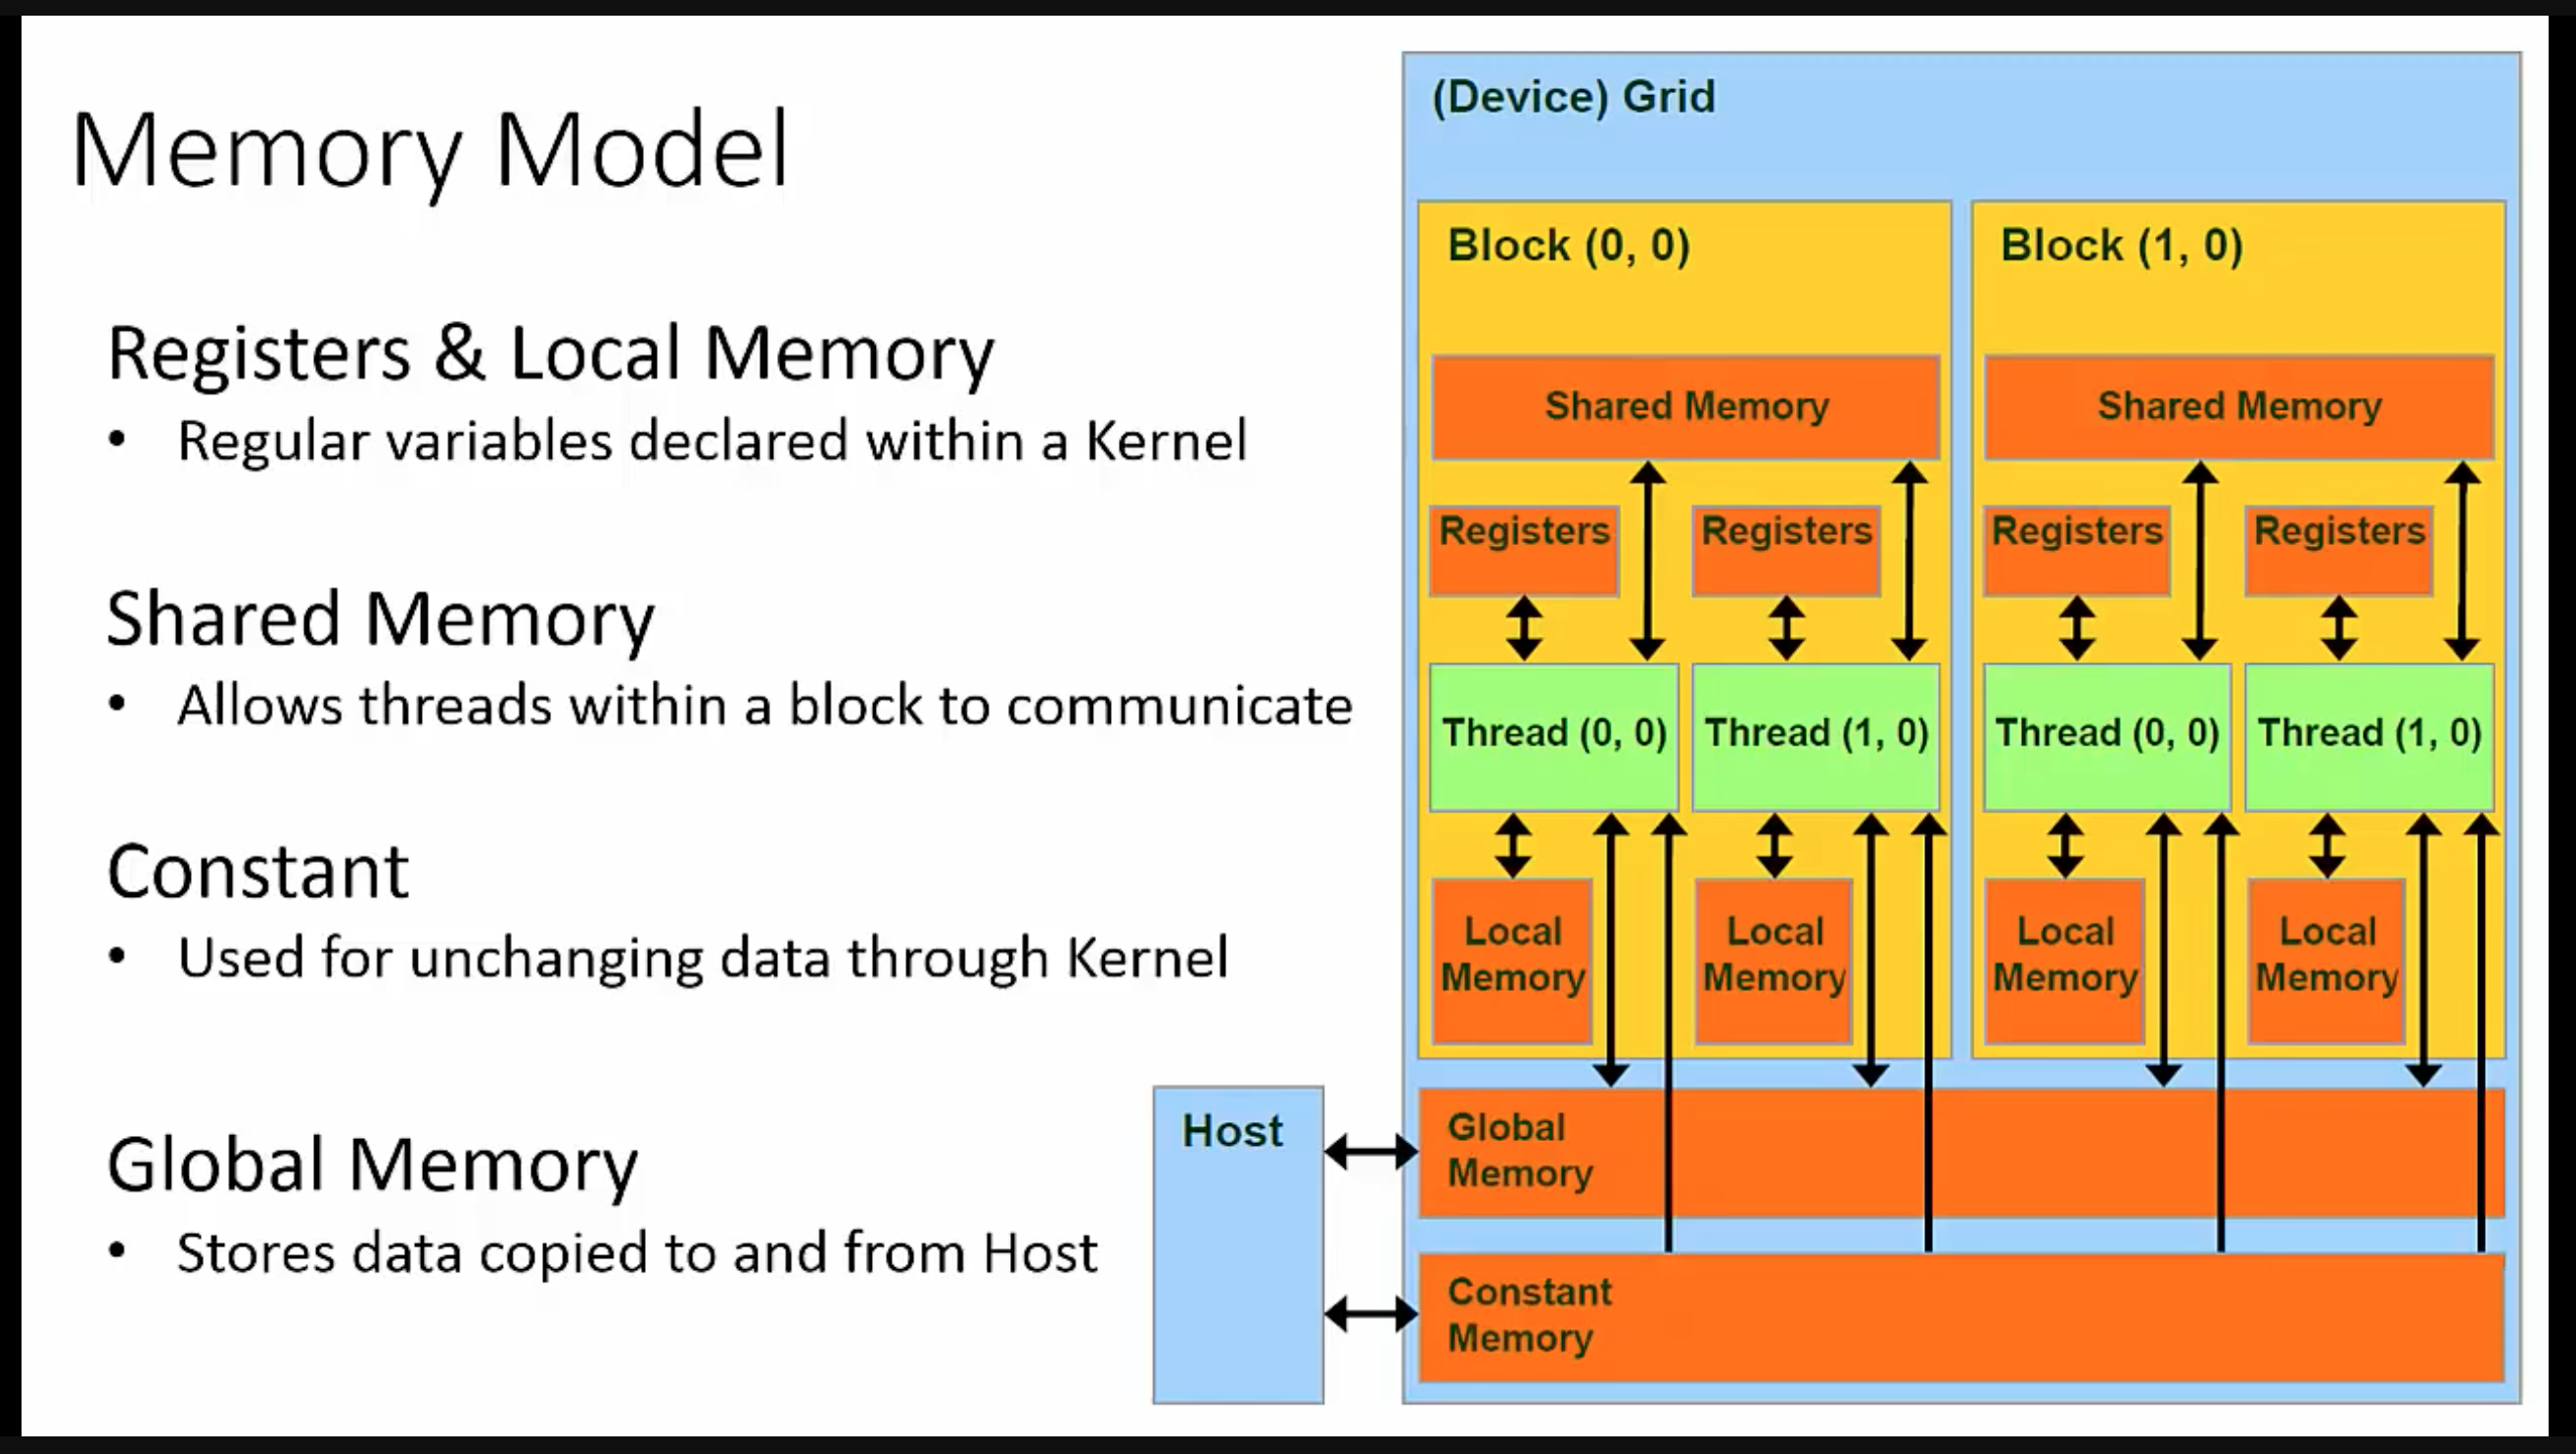 Memory Model
Registers & Local Memory
• Regular variables declared within a Kernel
Shared Memory
• Allows threads within a block to communicate
Constant
• Used for unchanging data through Kernel
Global Memory
• Stores data copied to and from Host
Host
(Device) Grid
Block (0, 0)
Shared Memory
Registers
Registers
Thread (0, 0)
Thread (1, 0)
Local
Memory
Local
Memory
Block (1, 0)
Shared Memory
Registers
Registers
Thread (0, 0)
Thread (1, 0)
Local
Memory
Local
Memory
Global
Memory
Constant
Memory